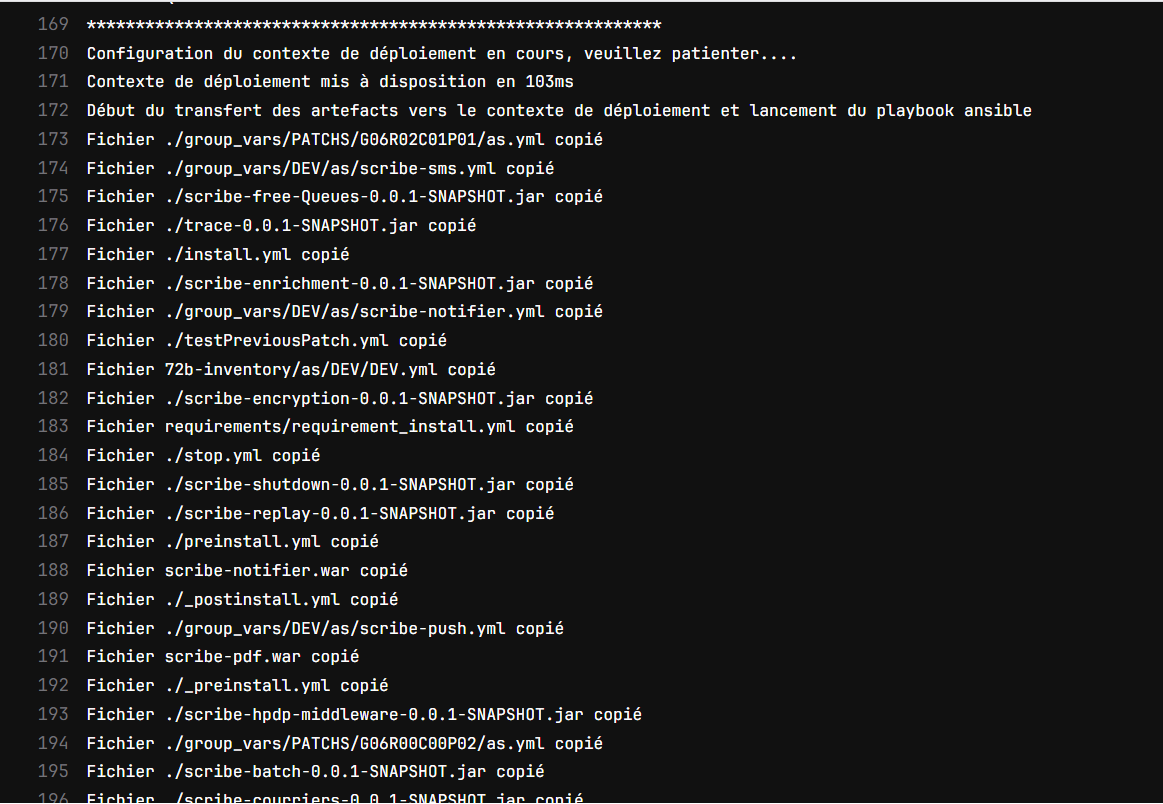 169 ***********************************************************
170 Configuration du contexte de déploiement en cours, veuillez patienter....
171 Contexte de déploiement mis à disposition en 103ms
172 Début du transfert des artefacts vers le contexte de déploiement et lancement du playbook ansible
173 Fichier ./group_vars/PATCHS/G06R02C01P01/as.yml copié
174 Fichier ./group_vars/DEV/as/scribe-sms.yml copié
175 Fichier ./scribe-free-Queues-0.0.1-SNAPSHOT.jar copié
176 Fichier ./trace-0.0.1-SNAPSHOT.jar copié
177 Fichier ./install.yml copié
178 Fichier ./scribe-enrichment-0.0.1-SNAPSHOT.jar copié
179 Fichier ./group_vars/DEV/as/scribe-notifier.yml copié
180 Fichier ./testPreviousPatch.yml copié
181 Fichier 72b-inventory/as/DEV/DEV.yml copié
182 Fichier ./scribe-encryption-0.0.1-SNAPSHOT.jar copié
183 Fichier requirements/requirement_install.yml copié
184 Fichier ./stop.yml copié
185 Fichier ./scribe-shutdown-0.0.1-SNAPSHOT.jar copié
186 Fichier ./scribe-replay-0.0.1-SNAPSHOT.jar copié
187 Fichier ./preinstall.yml copié
188 Fichier scribe-notifier.war copié
189 Fichier ./_postinstall.yml copié
190 Fichier ./group_vars/DEV/as/scribe-push.yml copié
191 Fichier scribe-pdf.war copié
192 Fichier ./_preinstall.yml copié
193 Fichier ./scribe-hpdp-middleware-0.0.1-SNAPSHOT.jar copié
194 Fichier ./group_vars/PATCHS/G06R00C00P02/as.yml copié
195 Fichier ./scribe-batch-0.0.1-SNAPSHOT.jar copié
196 Fichier ./scribe-courriers-0.0.1-SNAPSHOT.jar copié